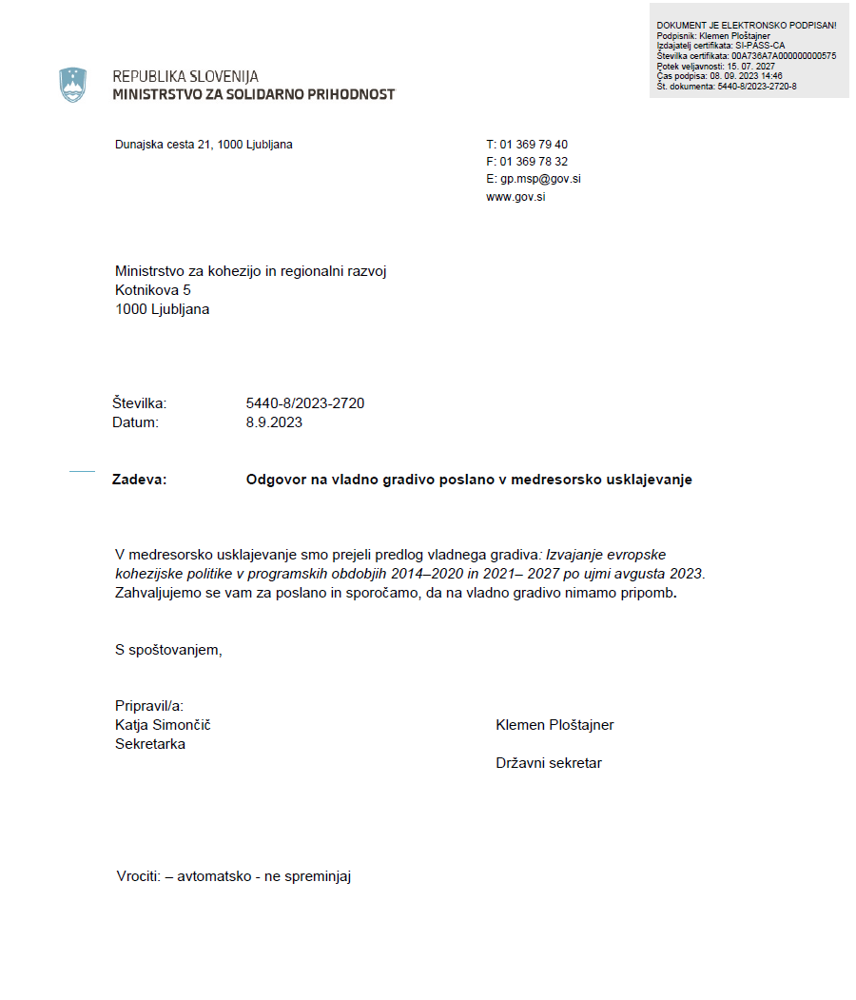 DOKUMENT JE ELEKTRONSKO PODPISAN!
Podpisnik: Klemen Ploštajner
Izdajatelj certifikata: SI-PASS-CA
Številka certifikata: 00A736A7A000000000575
Potek veljavnosti: 15. 07. 2027
Čas podpisa: 08. 09. 2023 14:46
Št. dokumenta: 5440-8/2023-2720-8
REPUBLIKA SLOVENIJA
MINISTRSTVO ZA SOLIDARNO PRIHODNOST
Dunajska cesta 21, 1000 Ljubljana
T: 01 369 79 40
F: 01 369 78 32
E: gp.msp@gov.si
www.gov.si
Ministrstvo za kohezijo in regionalni razvoj
Kotnikova 5
1000 Ljubljana
Številka: 5440-8/2023-2720
Datum: 8.9.2023
Zadeva: Odgovor na vladno gradivo poslano v medresorsko usklajevanje
V medresorsko usklajevanje smo prejeli predlog vladnega gradiva: Izvajanje evropske
kohezijske politike v programskih obdobjih 2014–2020 in 2021– 2027 po ujmi avgusta 2023.
Zahvaljujemo se vam za poslano in sporočamo, da na vladno gradivo nimamo pripomb.
S spoštovanjem,
Pripravil/a:
Katja Simončič
Sekretarka
Klemen Ploštajner
Državni sekretar
Vrociti: – avtomatsko - ne spreminjaj